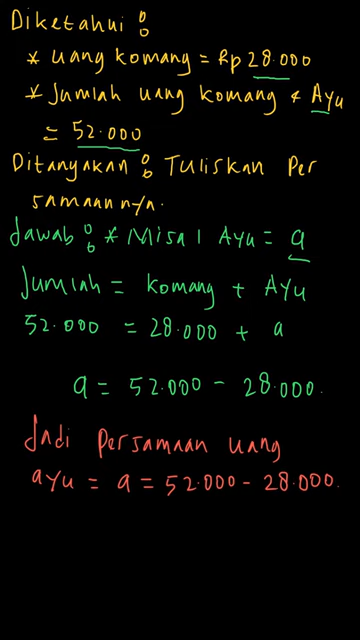 Diketahui :
* uang komang = Rp 28.000
* Jumlah uang komang & Ayu
= 52.000
Ditanyakan : Tuliskan Per
samaannya.
Jawab : * Misal Ayu = a
Jumlah = komang + Ayu
52.000 = 28.000 + a
a = 52.000 - 28.000.
Jadi Persamaan uang
ayu = a = 52.000 - 28.000.